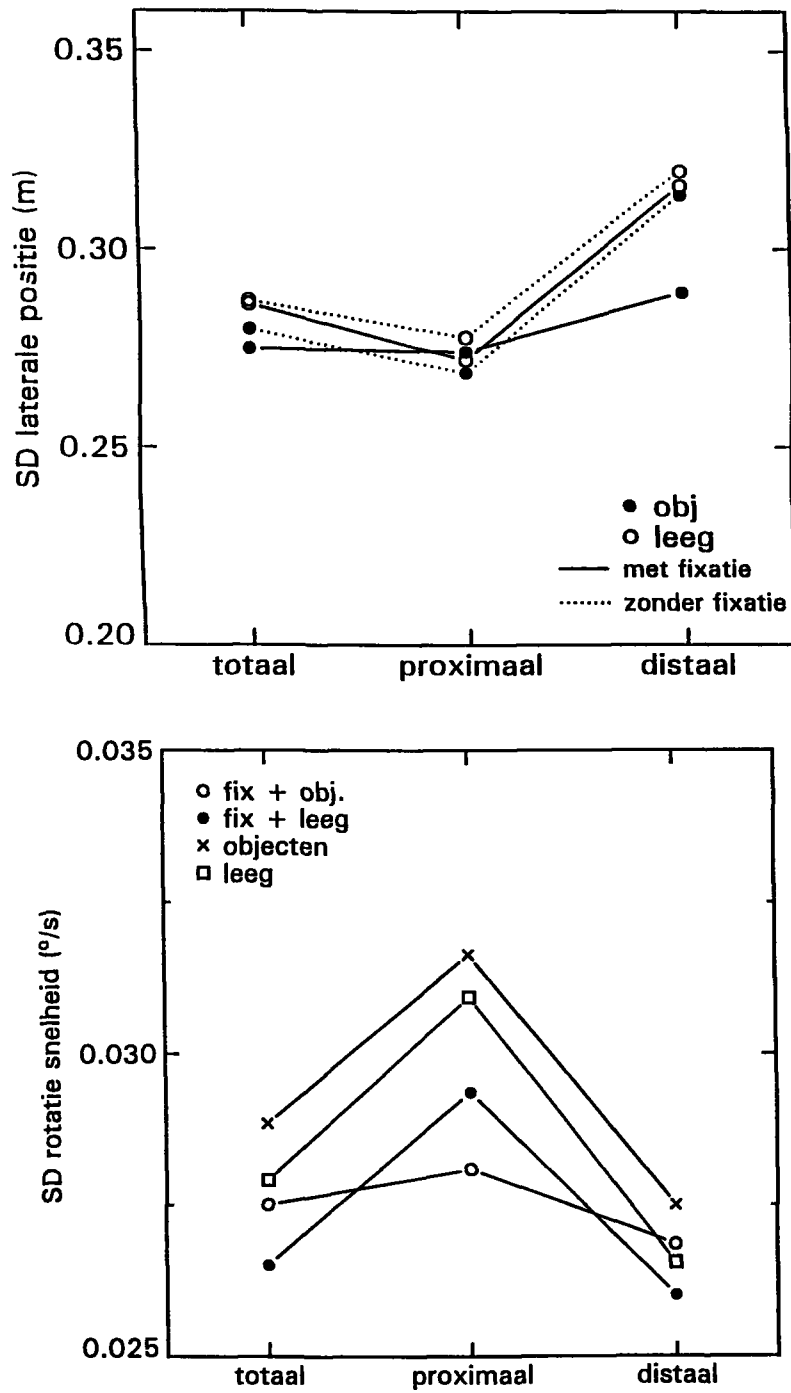 0.35
0.30
0.25
0.20
SD laterale positie (m)
obj
leeg
met fixatie
zonder fixatie
totaal proximaal distaal
0.035
0.030
0.025
SD rotatie snelheid (º/s)
fix + obj.
fix + leeg
objecten
leeg
totaal proximaal distaal